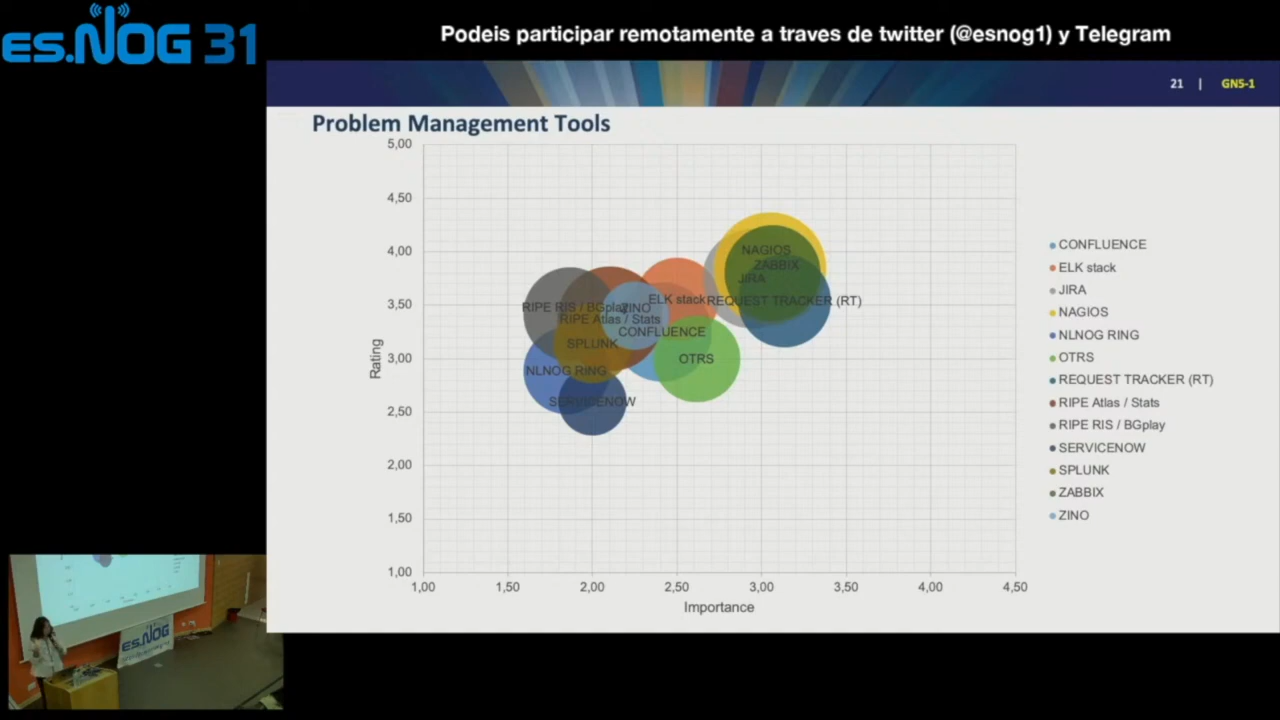 es.NOG 31
Podeis participar remotamente a traves de twitter (@esnog1) y Telegram
21 | GN5-1
Problem Management Tools
5,00
4,50
4,00
3,50
3,00
2,50
2,00
1,50
1,00
Rating
NAGIOS
ZABBIX
JIRA
ELK stack
REQUEST TRACKER (RT)
RIPE RIS / BGplay
ZINO
RIPE Atlas / Stats
CONFLUENCE
SPLUNK
OTRS
NLNOG RING
SERVICENOW
1,00 1,50 2,00 2,50 3,00 3,50 4,00 4,50
Importance
CONFLUENCE
ELK stack
JIRA
NAGIOS
NLNOG RING
OTRS
REQUEST TRACKER (RT)
RIPE Atlas / Stats
RIPE RIS / BGplay
SERVICENOW
SPLUNK
ZABBIX
ZINO
es.NOG